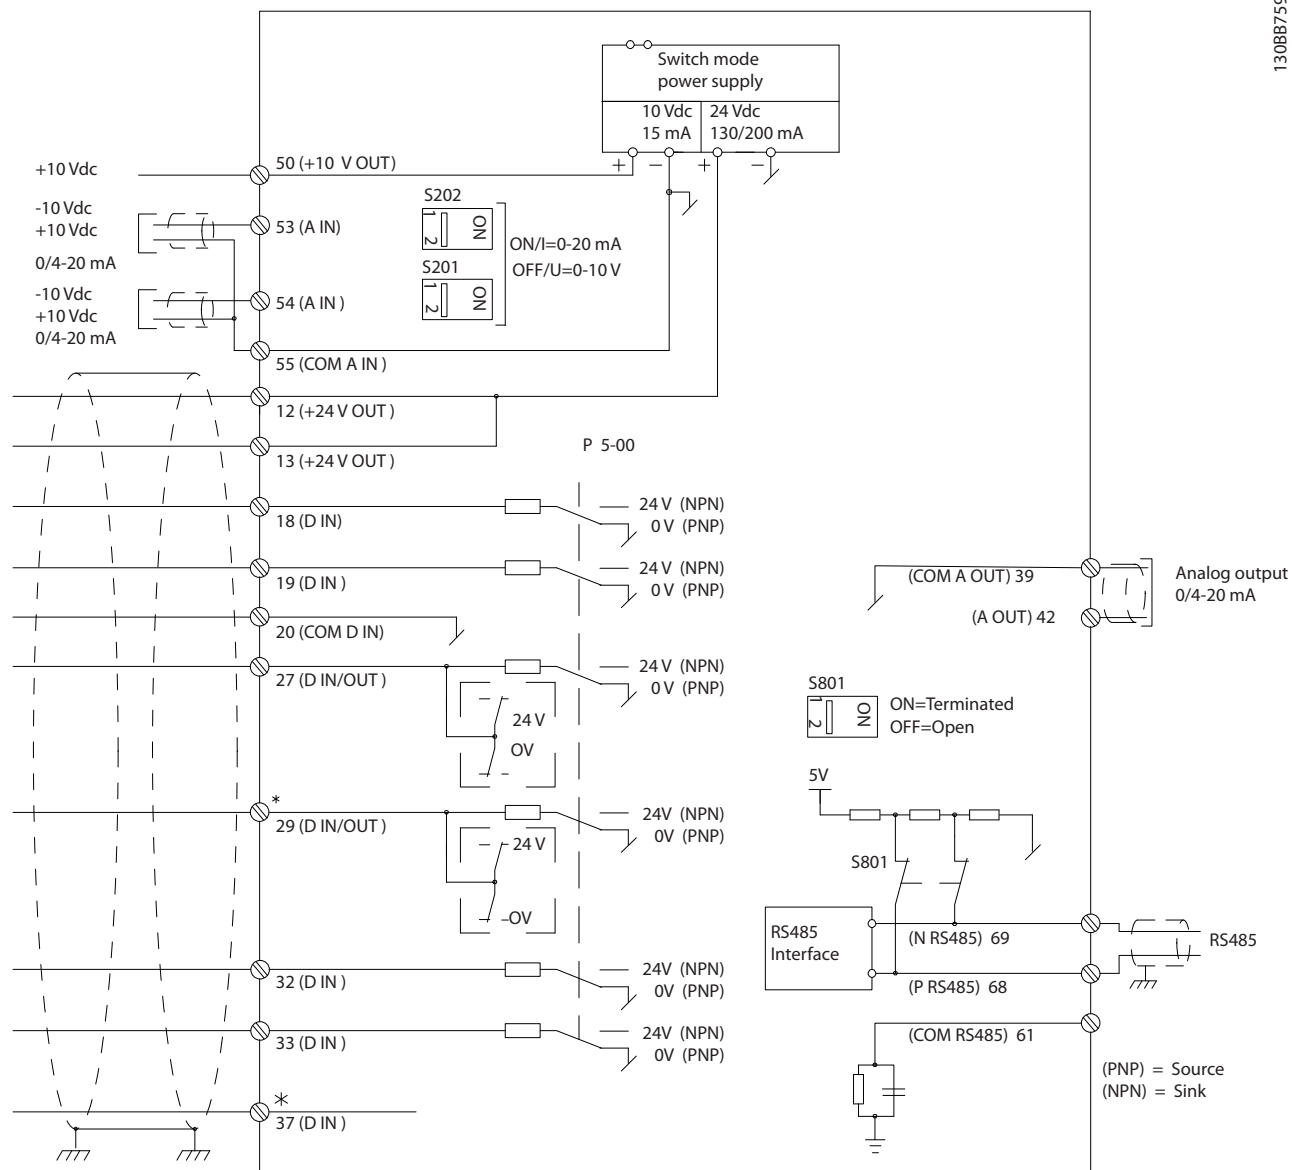 130BB759
Switch mode
power supply
10 Vdc
15 mA
24 Vdc
130/200 mA
+ − + −
+10 Vdc
50 (+10 V OUT)
-10 Vdc
+10 Vdc
0/4-20 mA
53 (A IN)
S202
1
2
ON
ON/I=0-20 mA
OFF/U=0-10 V
S201
1
2
ON
-10 Vdc
+10 Vdc
0/4-20 mA
54 (A IN )
55 (COM A IN )
12 (+24 V OUT )
13 (+24 V OUT )
P 5-00
18 (D IN)
24 V (NPN)
0 V (PNP)
19 (D IN )
24 V (NPN)
0 V (PNP)
20 (COM D IN)
27 (D IN/OUT )
24 V (NPN)
0 V (PNP)
24 V
OV
*
29 (D IN/OUT )
24V (NPN)
0V (PNP)
24 V
OV
32 (D IN )
24V (NPN)
0V (PNP)
33 (D IN )
24V (NPN)
0V (PNP)
*
37 (D IN )
(COM A OUT) 39
(A OUT) 42
Analog output
0/4-20 mA
S801
1
2
ON
ON=Terminated
OFF=Open
5V
S801
RS485
Interface
(N RS485) 69
RS485
(P RS485) 68
(COM RS485) 61
(PNP) = Source
(NPN) = Sink